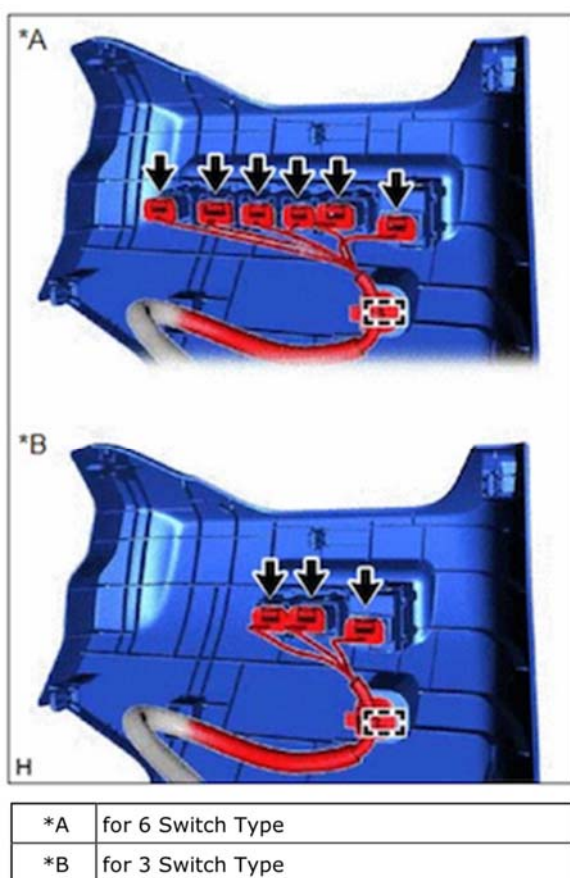 *A
*B
H
*A for 6 Switch Type
*B for 3 Switch Type